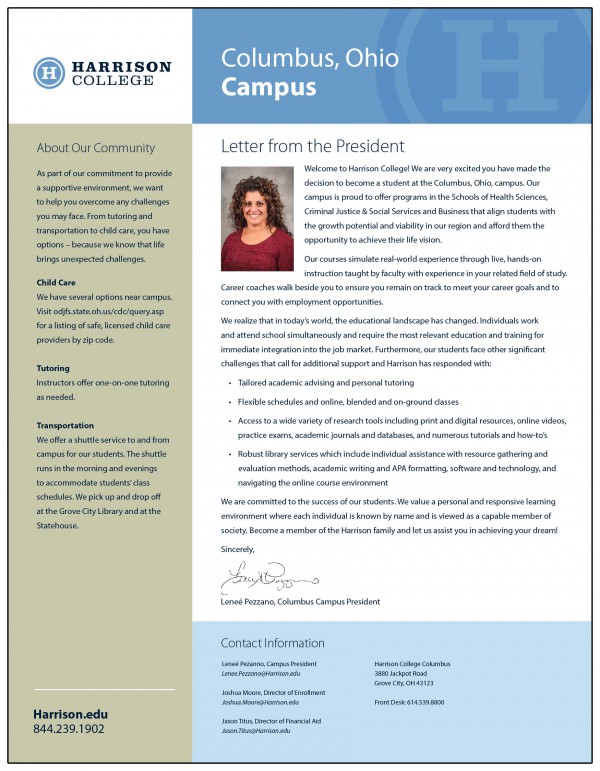 H HARRISON
COLLEGE
Columbus, Ohio
Campus
H
About Our Community
As part of our commitment to provide
a supportive environment, we want
to help you overcome any challenges
you may face. From tutoring and
transportation to child care, you have
options – because we know that life
brings unexpected challenges.
Child Care
We have several options near campus.
Visit odjfs.state.oh.us/cdc/query.asp
for a listing of safe, licensed child care
providers by zip code.
Tutoring
Instructors offer one-on-one tutoring
as needed.
Transportation
We offer a shuttle service to and from
campus for our students. The shuttle
runs in the morning and evenings
to accommodate students' class
schedules. We pick up and drop off
at the Grove City Library and at the
Statehouse.
Harrison.edu
844.239.1902
Letter from the President
Welcome to Harrison College! We are very excited you have made the
decision to become a student at the Columbus, Ohio, campus. Our
campus is proud to offer programs in the Schools of Health Sciences,
Criminal Justice & Social Services and Business that align students with
the growth potential and viability in our region and afford them the
opportunity to achieve their life vision.
Our courses simulate real-world experience through live, hands-on
instruction taught by faculty with experience in your related field of study.
Career coaches walk beside you to ensure you remain on track to meet your career goals and to
connect you with employment opportunities.
We realize that in today's world, the educational landscape has changed. Individuals work
and attend school simultaneously and require the most relevant education and training for
immediate integration into the job market. Furthermore, our students face other significant
challenges that call for additional support and Harrison has responded with:
• Tailored academic advising and personal tutoring
• Flexible schedules and online, blended and on-ground classes
• Access to a wide variety of research tools including print and digital resources, online videos,
practice exams, academic journals and databases, and numerous tutorials and how-to's
• Robust library services which include individual assistance with resource gathering and
evaluation methods, academic writing and APA formatting, software and technology, and
navigating the online course environment
We are committed to the success of our students. We value a personal and responsive learning
environment where each individual is known by name and is viewed as a capable member of
society. Become a member of the Harrison family and let us assist you in achieving your dream!
Sincerely,
Leneé Pezzano, Columbus Campus President
Contact Information
Leneé Pezanno, Campus President
Lenee.Pezzano@Harrison.edu
Joshua Moore, Director of Enrollment
Joshua.Moore@Harrison.edu
Jason Titus, Director of Financial Aid
Jason.Titus@Harrison.edu
Harrison College Columbus
3880 Jackpot Road
Grove City, OH 43123
Front Desk: 614.539.8800